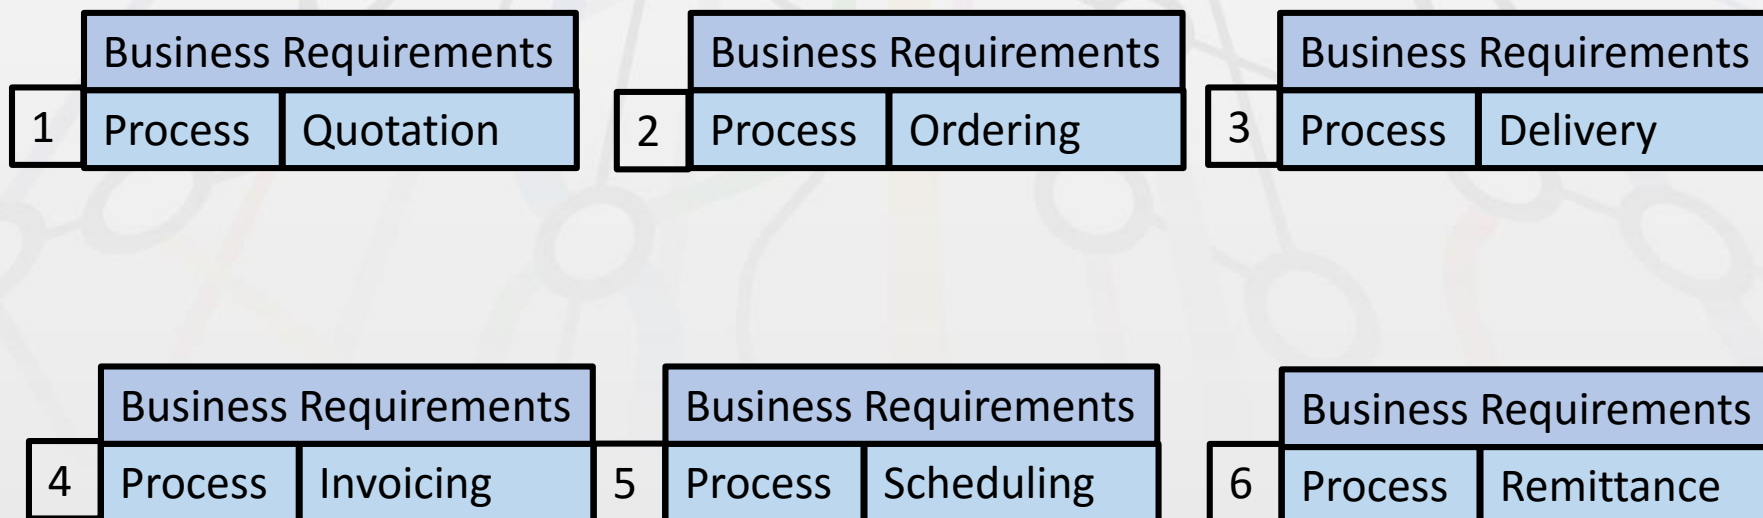 Business Requirements
1 Process Quotation
Business Requirements
2 Process Ordering
Business Requirements
3 Process Delivery
Business Requirements
4 Process Invoicing
Business Requirements
5 Process Scheduling
Business Requirements
6 Process Remittance